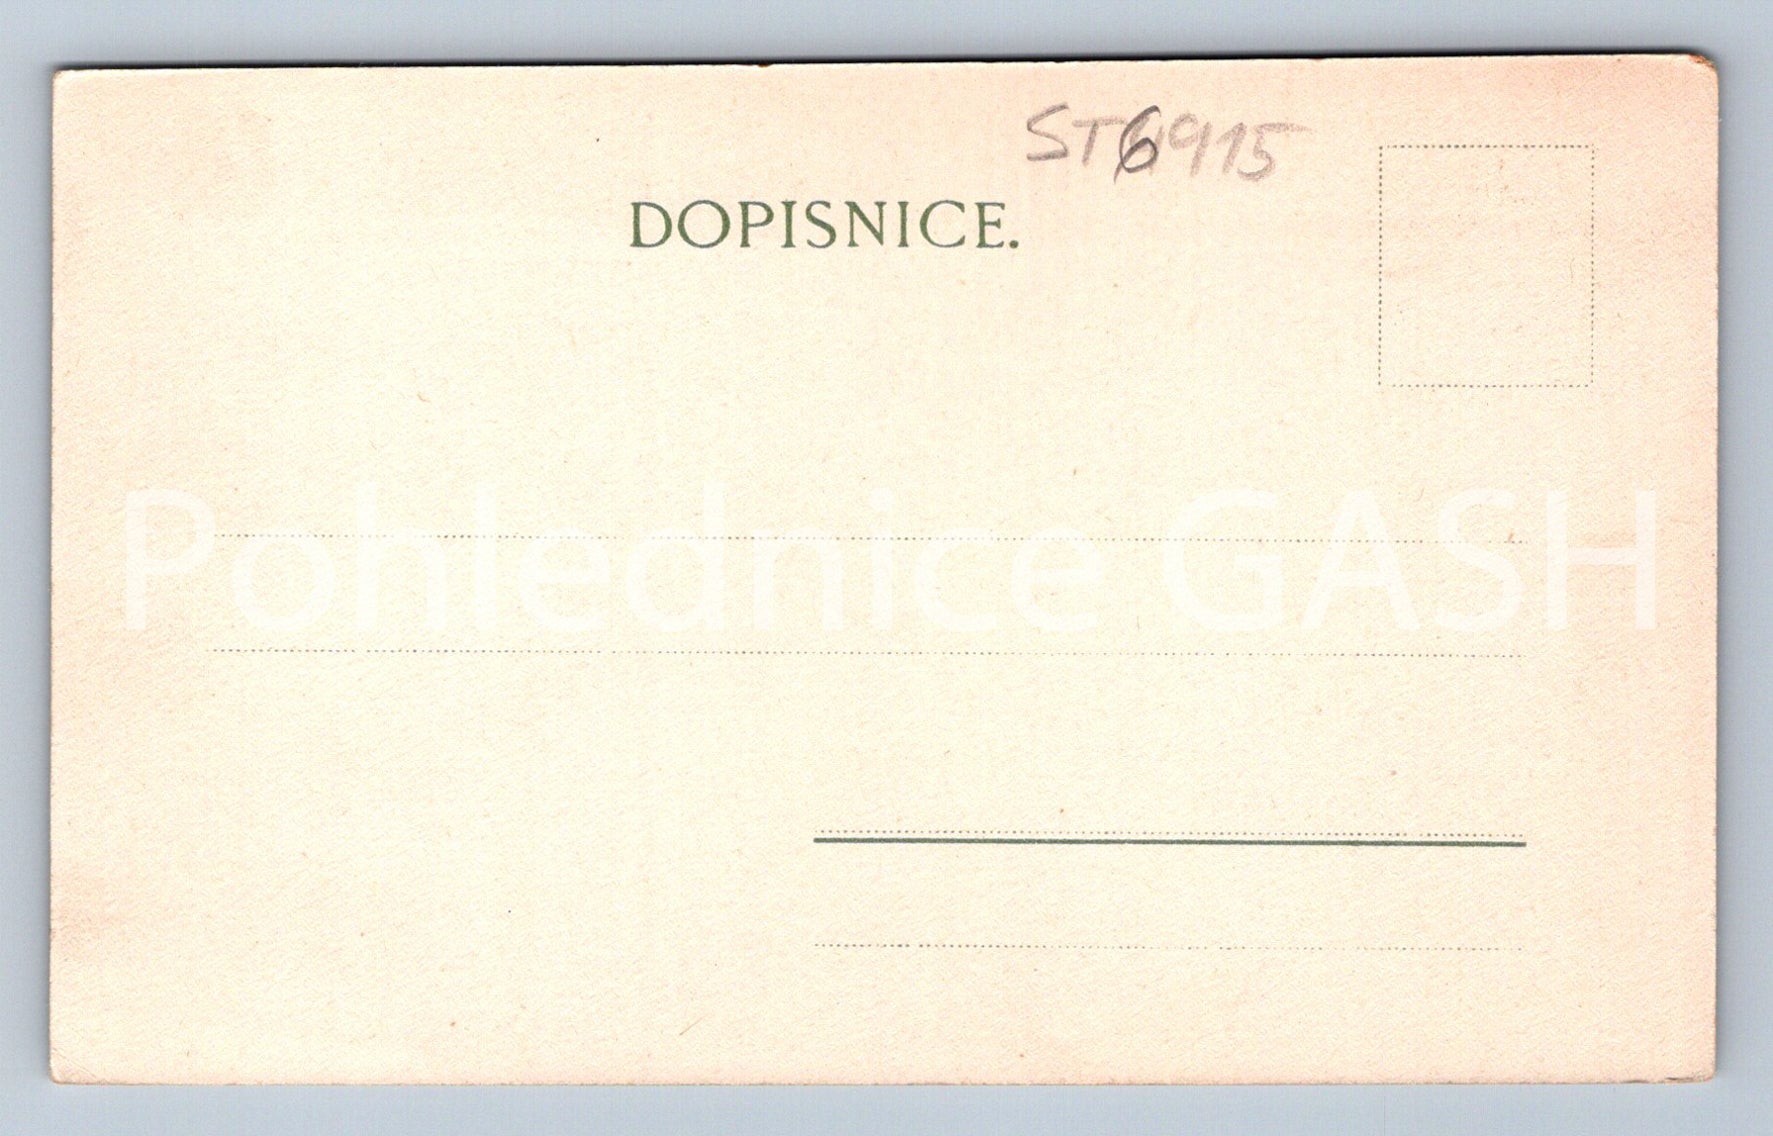 ST6915
DOPISNICE.
Pohlednice GASH